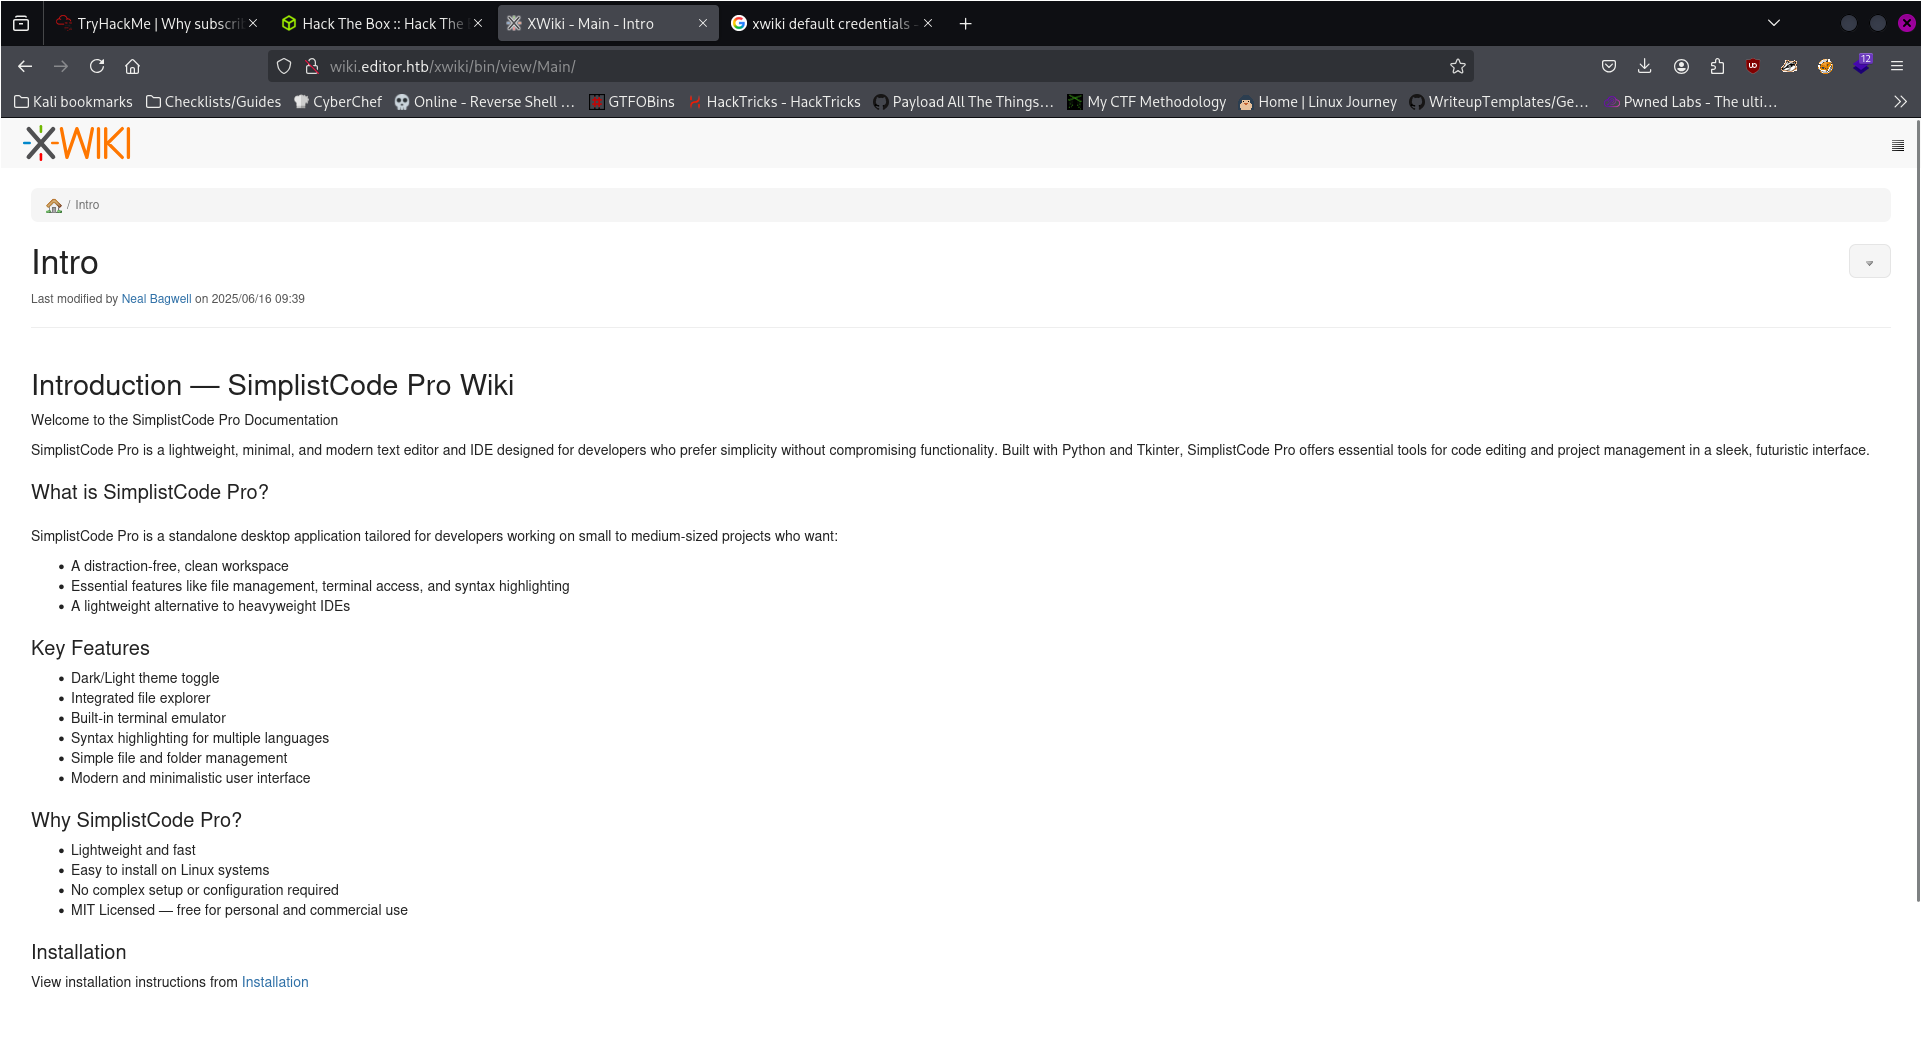 TryHackMe | Why subscri
Hack The Box :: Hack The
XWiki - Main - Intro
xwiki default credentials -
wiki.editor.htb/xwiki/bin/view/Main/
12
Kali bookmarks
Checklists/Guides
CyberChef
Online - Reverse Shell …
GTFOBins
HackTricks - HackTricks
Payload All The Things…
My CTF Methodology
Home | Linux Journey
WriteupTemplates/Ge…
Pwned Labs - The ulti…
X-WIKI
/ Intro
Intro
Last modified by Neal Bagwell on 2025/06/16 09:39
Introduction — SimplistCode Pro Wiki
Welcome to the SimplistCode Pro Documentation
SimplistCode Pro is a lightweight, minimal, and modern text editor and IDE designed for developers who prefer simplicity without compromising functionality. Built with Python and Tkinter, SimplistCode Pro offers essential tools for code editing and project management in a sleek, futuristic interface.
What is SimplistCode Pro?
SimplistCode Pro is a standalone desktop application tailored for developers working on small to medium-sized projects who want:
• A distraction-free, clean workspace
• Essential features like file management, terminal access, and syntax highlighting
• A lightweight alternative to heavyweight IDEs
Key Features
• Dark/Light theme toggle
• Integrated file explorer
• Built-in terminal emulator
• Syntax highlighting for multiple languages
• Simple file and folder management
• Modern and minimalistic user interface
Why SimplistCode Pro?
• Lightweight and fast
• Easy to install on Linux systems
• No complex setup or configuration required
• MIT Licensed — free for personal and commercial use
Installation
View installation instructions from Installation